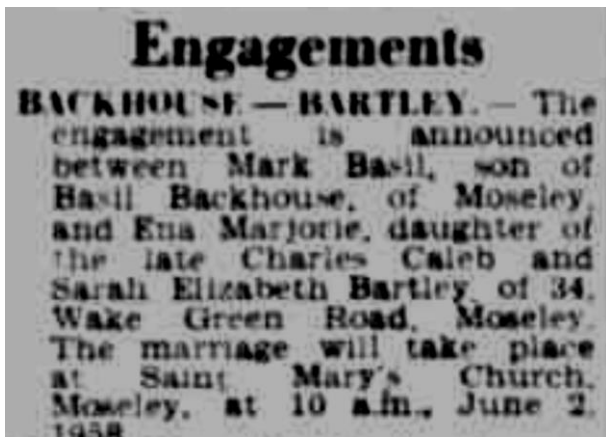 Engagements
BACKHOUSE — BARTLEY. — The
engagement is announced
between Mark Basil, son of
Basil Backhouse, of Moseley,
and Ena Marjorie, daughter of
the late Charles Caleb and
Sarah Elizabeth Bartley, of 34,
Wake Green Road, Moseley.
The marriage will take place
at Saint Mary's Church,
Moseley, at 10 a.m., June 2,
1958